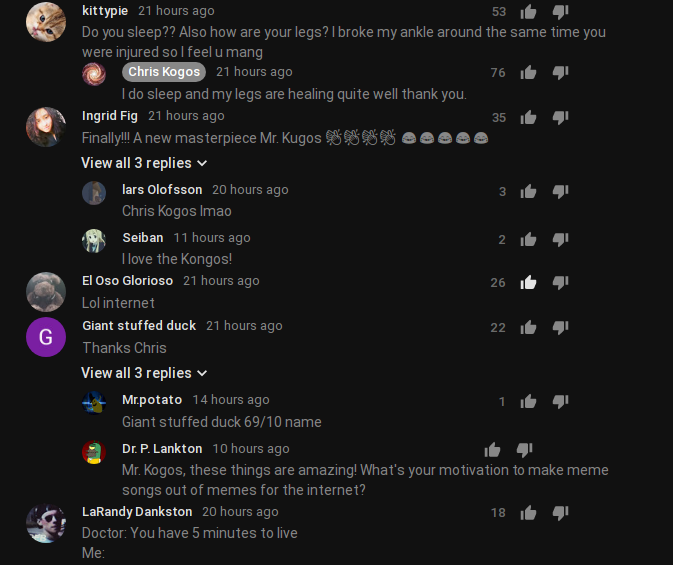 kittypie 21 hours ago 53
Do you sleep?? Also how are your legs? I broke my ankle around the same time you
were injured so I feel u mang
Chris Kogos 21 hours ago 76
I do sleep and my legs are healing quite well thank you.
Ingrid Fig 21 hours ago 35
Finally!!! A new masterpiece Mr. Kugos
View all 3 replies
lars Olofsson 20 hours ago 3
Chris Kogos lmao
Seiban 11 hours ago 2
I love the Kongos!
El Oso Glorioso 21 hours ago 26
Lol internet
G
Giant stuffed duck 21 hours ago 22
Thanks Chris
View all 3 replies
Mr.potato 14 hours ago 1
Giant stuffed duck 69/10 name
Dr. P. Lankton 10 hours ago
Mr. Kogos, these things are amazing! What's your motivation to make meme
songs out of memes for the internet?
LaRandy Dankston 20 hours ago 18
Doctor: You have 5 minutes to live
Me: